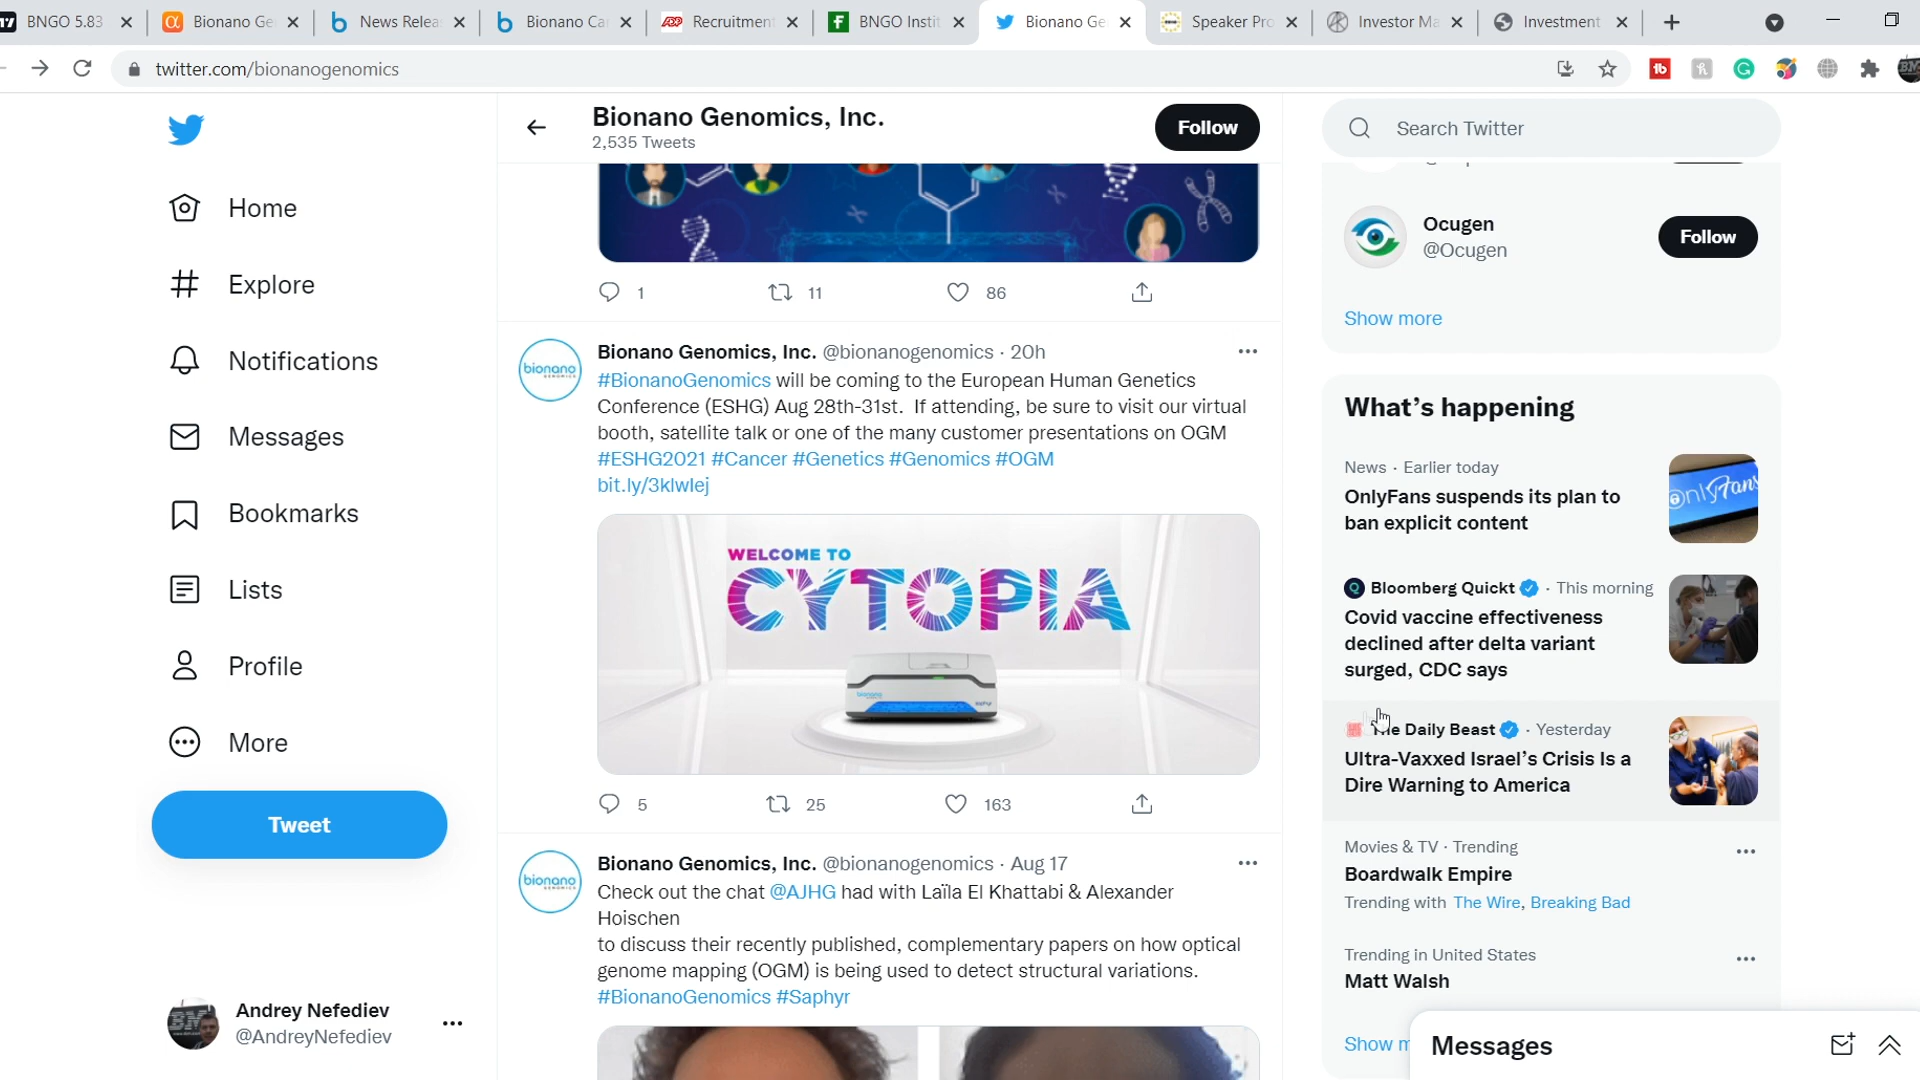 BNGO 5.83
Bionano Ge
News Relea
Bionano Ca
Recruitmen
BNGO Instit
Bionano Ge
Speaker Pro
Investor Ma
Investment
twitter.com/bionanogenomics
Bionano Genomics, Inc.
2,535 Tweets
Follow
Search Twitter
Home
Explore
Notifications
Messages
Bookmarks
Lists
Profile
More
Tweet
Andrey Nefediev
@AndreyNefediev
1 11 86
Bionano Genomics, Inc. @bionanogenomics · 20h
#BionanoGenomics will be coming to the European Human Genetics
Conference (ESHG) Aug 28th-31st. If attending, be sure to visit our virtual
booth, satellite talk or one of the many customer presentations on OGM
#ESHG2021 #Cancer #Genetics #Genomics #OGM
bit.ly/3klwlej
bionano
GENOMICS
WELCOME TO
CYTOPIA
bionano
5 25 163
Bionano Genomics, Inc. @bionanogenomics · Aug 17
Check out the chat @AJHG had with Laïla El Khattabi & Alexander
Hoischen
to discuss their recently published, complementary papers on how optical
genome mapping (OGM) is being used to detect structural variations.
#BionanoGenomics #Saphyr
bionano
GENOMICS
Ocugen
@Ocugen
Follow
Show more
What's happening
News · Earlier today
OnlyFans suspends its plan to
ban explicit content
OnlyFans
Bloomberg Quickt · This morning
Covid vaccine effectiveness
declined after delta variant
surged, CDC says
The Daily Beast · Yesterday
Ultra-Vaxxed Israel's Crisis Is a
Dire Warning to America
Movies & TV · Trending
Boardwalk Empire
Trending with The Wire, Breaking Bad
Trending in United States
Matt Walsh
Show m
Messages